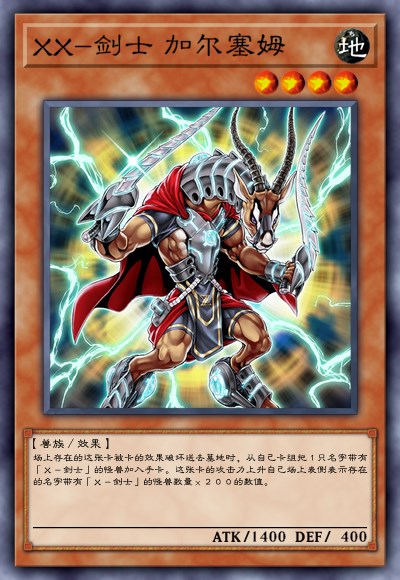 XX-剑士 加尔塞姆
地
【兽族／效果】
场上存在的这张卡被卡的效果破坏送去墓地时，从自己卡组把1只名字带有
「X-剑士」的怪兽加入手卡。这张卡的攻击力上升自己场上表侧表示存在
的名字带有「X-剑士」的怪兽数量×200的数值。
ATK/1400 DEF/ 400